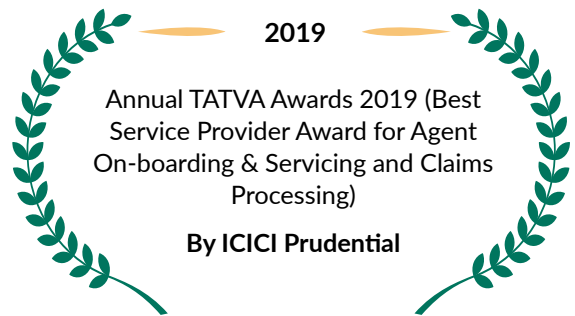 2019
Annual TATVA Awards 2019 (Best
Service Provider Award for Agent
On-boarding & Servicing and Claims
Processing)
By ICICI Prudential